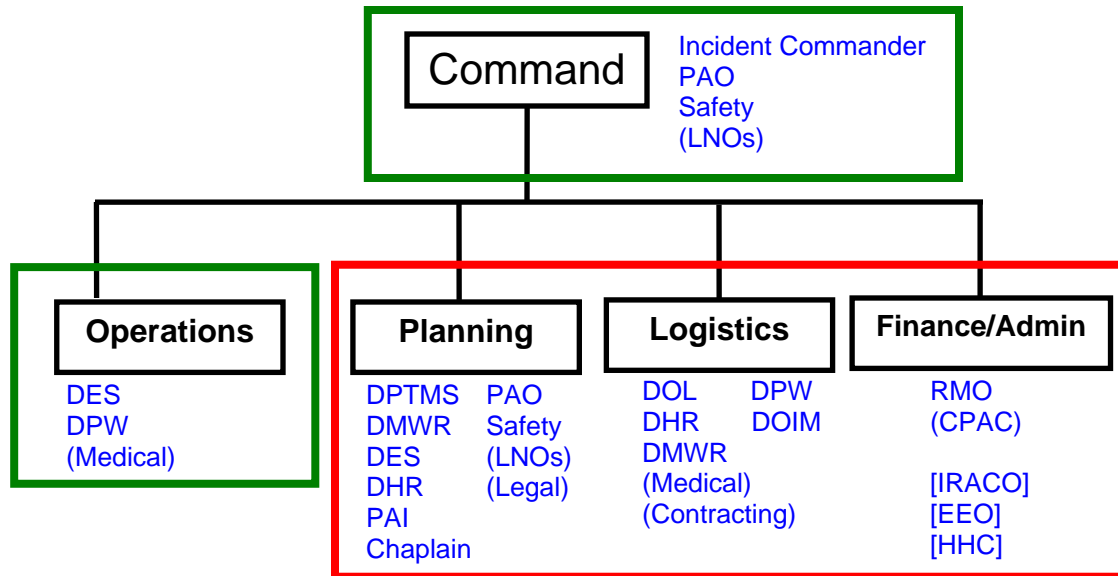 Command
Incident Commander
PAO
Safety
(LNOs)
Operations
DES
DPW
(Medical)
Planning
DPTMS PAO
DMWR Safety
DES (LNOs)
DHR (Legal)
PAI
Chaplain
Logistics
DOL DPW
DHR DOIM
DMWR
(Medical)
(Contracting)
Finance/Admin
RMO
(CPAC)
[IRACO]
[EEO]
[HHC]